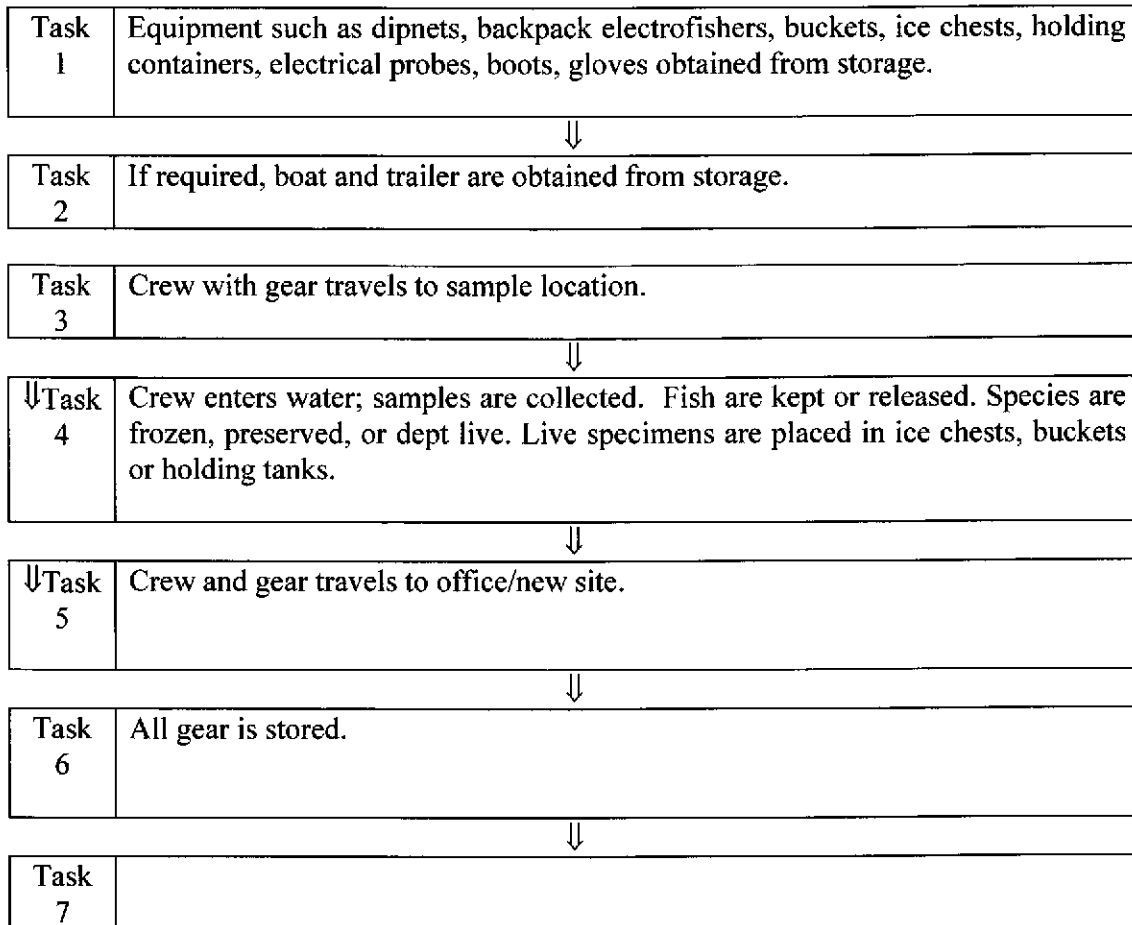 Task 1 Equipment such as dipnets, backpack electrofishers, buckets, ice chests, holding
containers, electrical probes, boots, gloves obtained from storage.
⇓
Task 2 If required, boat and trailer are obtained from storage.
Task 3 Crew with gear travels to sample location.
⇓
⇓Task 4 Crew enters water; samples are collected. Fish are kept or released. Species are
frozen, preserved, or dept live. Live specimens are placed in ice chests, buckets
or holding tanks.
⇓
⇓Task 5 Crew and gear travels to office/new site.
⇓
Task 6 All gear is stored.
⇓
Task 7